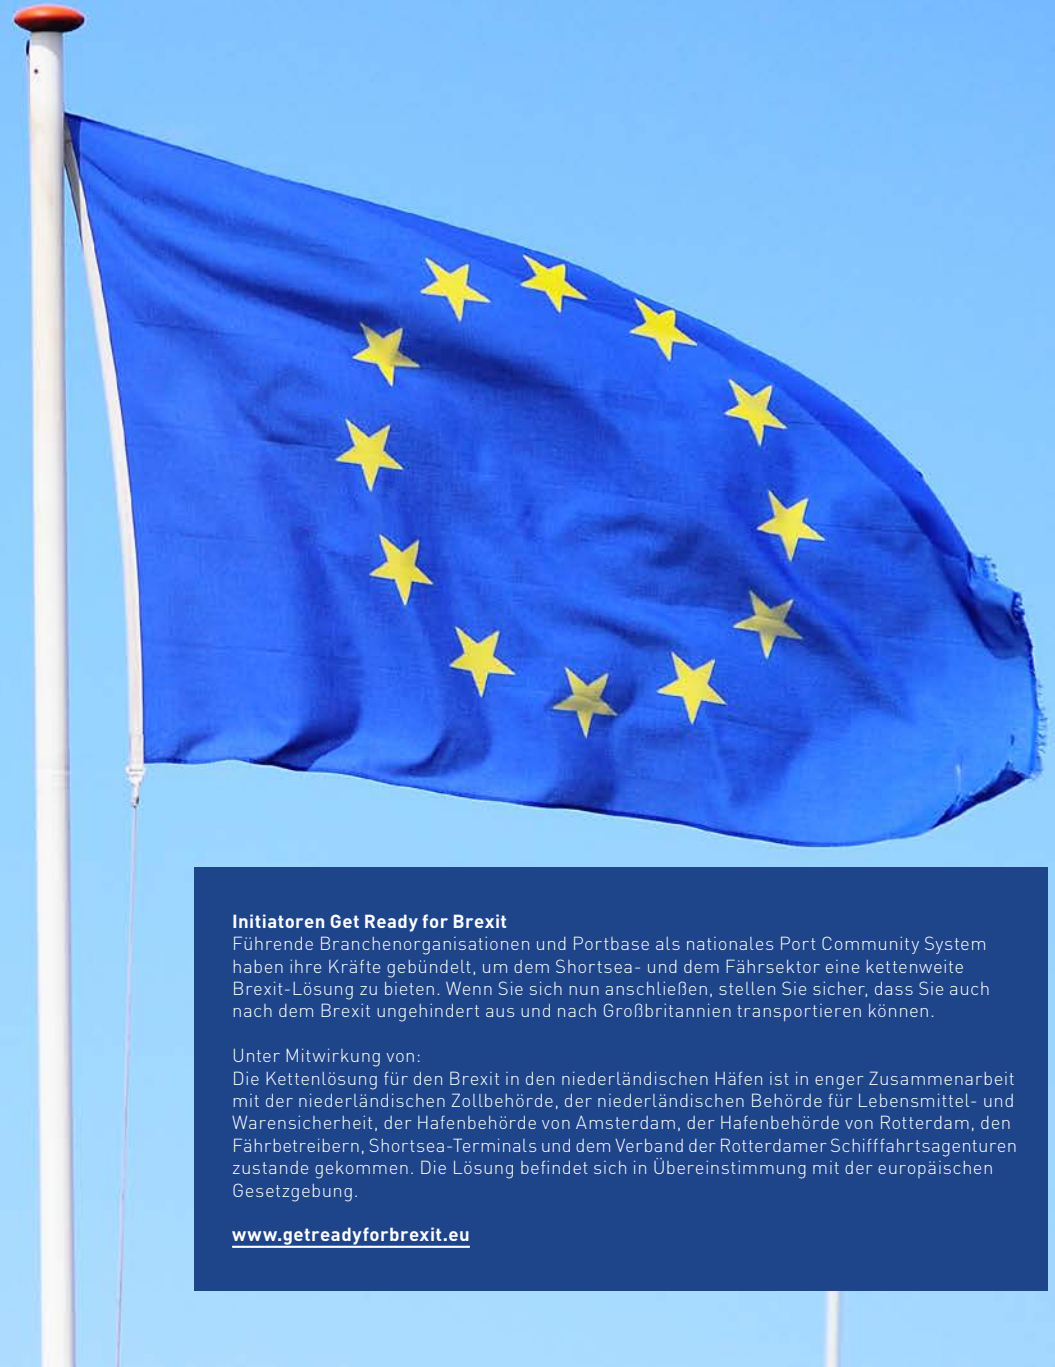 Initiatoren Get Ready for Brexit
Führende Branchenorganisationen und Portbase als nationales Port Community System
haben ihre Kräfte gebündelt, um dem Shortsea- und dem Fährsektor eine kettenweite
Brexit-Lösung zu bieten. Wenn Sie sich nun anschließen, stellen Sie sicher, dass Sie auch
nach dem Brexit ungehindert aus und nach Großbritannien transportieren können.
Unter Mitwirkung von:
Die Kettenlösung für den Brexit in den niederländischen Häfen ist in enger Zusammenarbeit
mit der niederländischen Zollbehörde, der niederländischen Behörde für Lebensmittel- und
Warensicherheit, der Hafenbehörde von Amsterdam, der Hafenbehörde von Rotterdam, den
Fährbetreibern, Shortsea-Terminals und dem Verband der Rotterdamer Schifffahrtsagenturen
zustande gekommen. Die Lösung befindet sich in Übereinstimmung mit der europäischen
Gesetzgebung.
www.getreadyforbrexit.eu